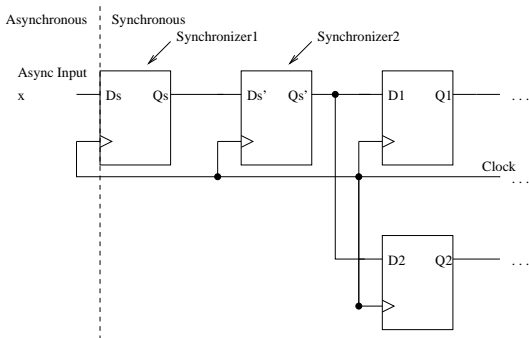 Asynchronous
Synchronous
Synchronizer1
Synchronizer2
Async Input
x
Ds
Qs
Ds'
Qs'
D1
Q1
. . .
Clock
. . .
D2
Q2
. . .